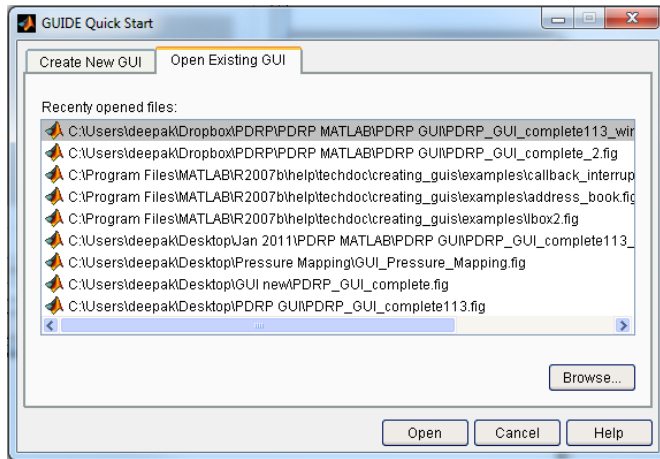 GUIDE Quick Start
Create New GUI Open Existing GUI
Recenty opened files:
C:\Users\deepak\Dropbox\PDRP\PDRP MATLAB\PDRP GUI\PDRP_GUI_complete113_wir
C:\Users\deepak\Dropbox\PDRP\PDRP MATLAB\PDRP GUI\PDRP_GUI_complete_2.fig
C:\Program Files\MATLAB\R2007b\help\techdoc\creating_guis\examples\callback_interrup
C:\Program Files\MATLAB\R2007b\help\techdoc\creating_guis\examples\address_book.fig
C:\Program Files\MATLAB\R2007b\help\techdoc\creating_guis\examples\lbox2.fig
C:\Users\deepak\Desktop\Jan 2011\PDRP MATLAB\PDRP GUI\PDRP_GUI_complete113_
C:\Users\deepak\Desktop\Pressure Mapping\GUI_Pressure_Mapping.fig
C:\Users\deepak\Desktop\GUI new\PDRP_GUI_complete.fig
C:\Users\deepak\Desktop\PDRP GUI\PDRP_GUI_complete113.fig
Browse...
Open Cancel Help